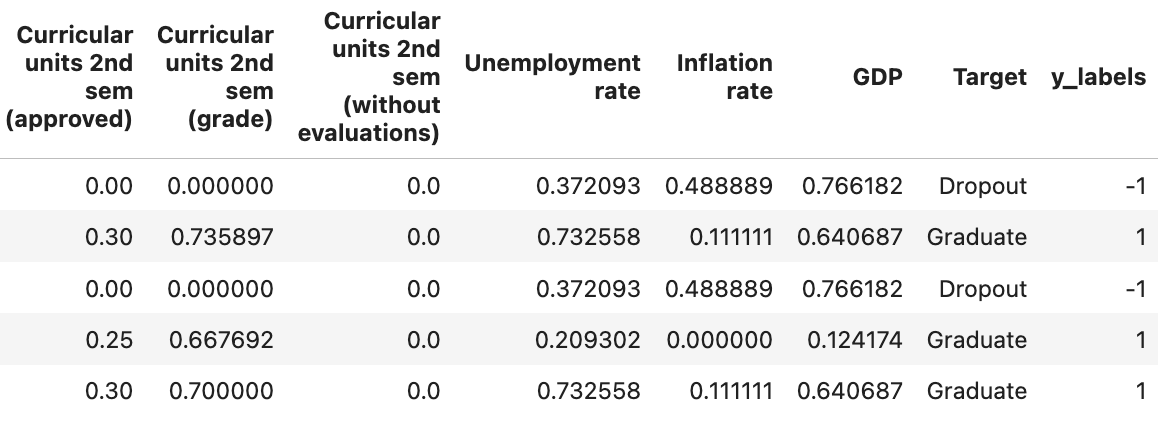 Curricular units 2nd sem (approved) Curricular units 2nd sem (grade) Curricular units 2nd sem (without evaluations) Unemployment rate Inflation rate GDP Target y_labels
0.00 0.000000 0.0 0.372093 0.488889 0.766182 Dropout -1
0.30 0.735897 0.0 0.732558 0.111111 0.640687 Graduate 1
0.00 0.000000 0.0 0.372093 0.488889 0.766182 Dropout -1
0.25 0.667692 0.0 0.209302 0.000000 0.124174 Graduate 1
0.30 0.700000 0.0 0.732558 0.111111 0.640687 Graduate 1